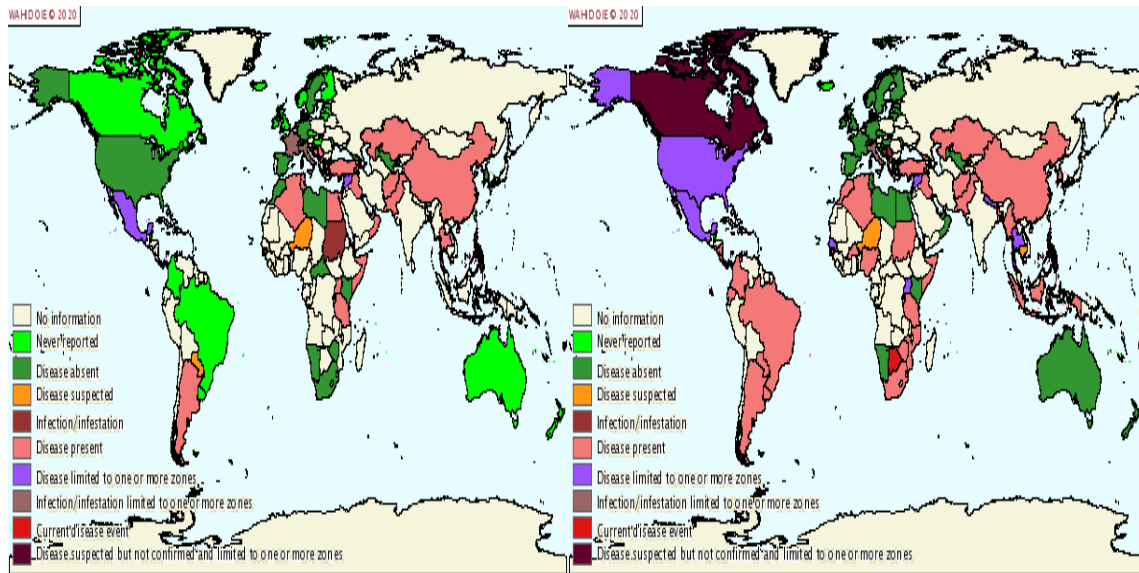 WAHIDOIE © 2020
No information
Never reported
Disease absent
Disease suspected
Infection/infestation
Disease present
Disease limited to one or more zones
Infection/infestation limited to one or more zones
Current disease event
Disease suspected but not confirmed and limited to one or more zones
WAHIDOIE © 2020
No information
Never reported
Disease absent
Disease suspected
Infection/infestation
Disease present
Disease limited to one or more zones
Infection/infestation limited to one or more zones
Current disease event
Disease suspected but not confirmed and limited to one or more zones